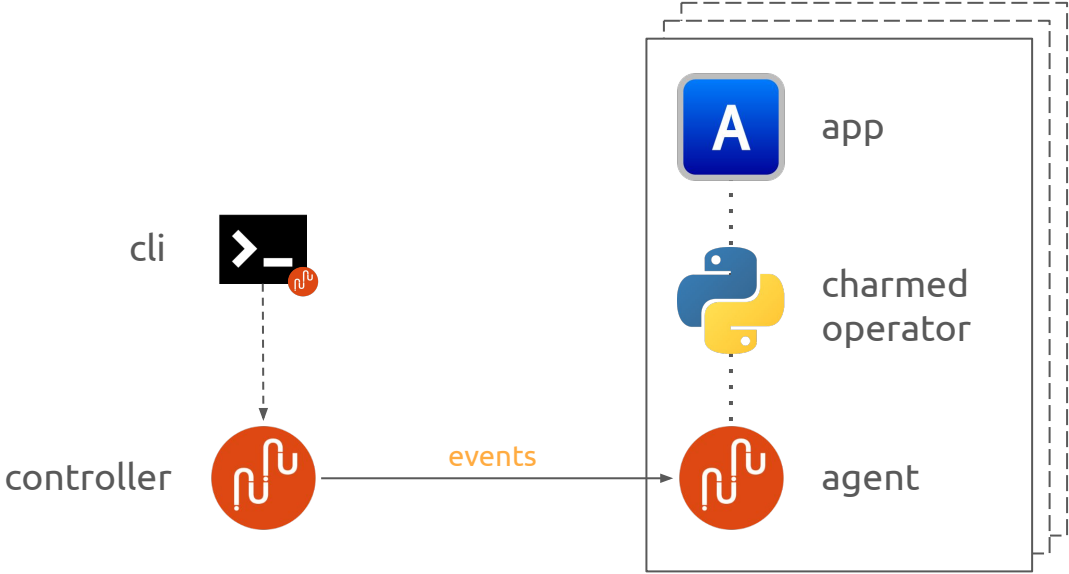 A
app
cli
>_
charmed
operator
events
controller
agent